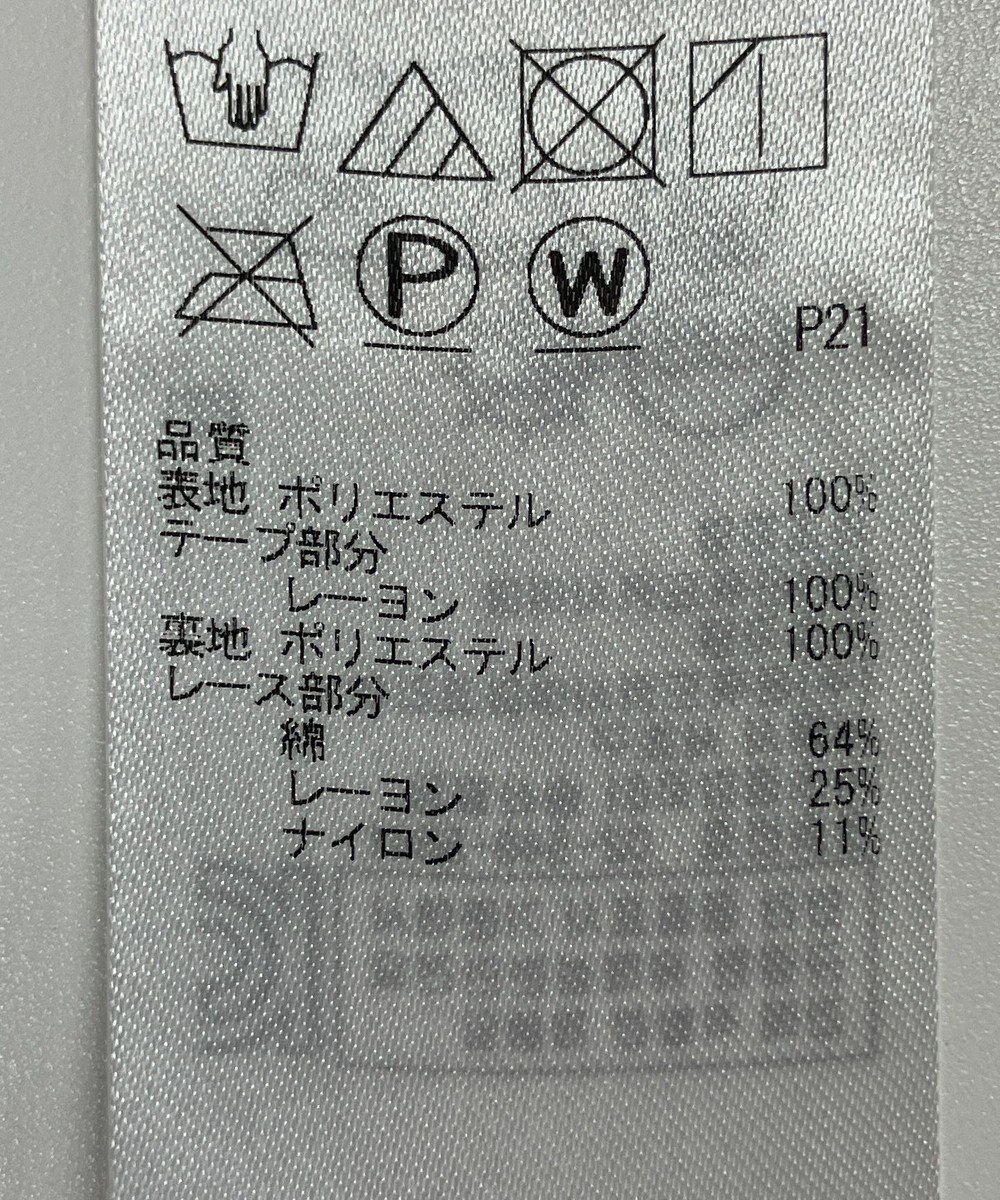 P W
P21
品質
表地 ポリエステル 100%
テープ部分
レーヨン 100%
裏地 ポリエステル 100%
レース部分
綿 64%
レーヨン 25%
ナイロン 11%